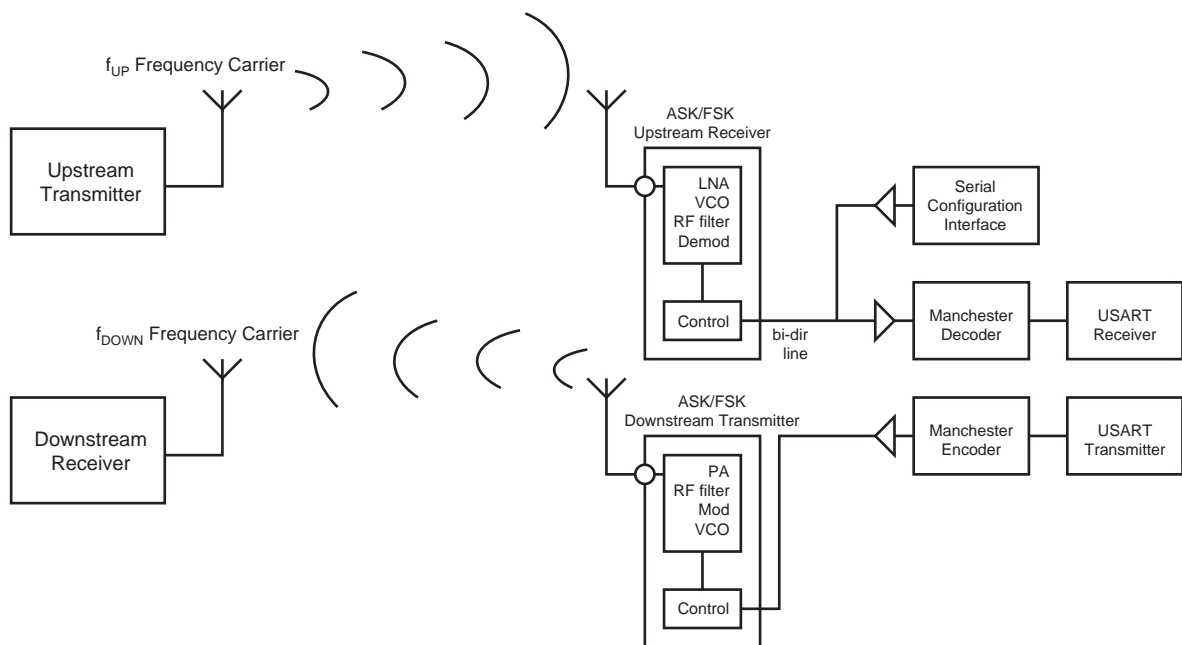 f_UP Frequency Carrier
Upstream
Transmitter
ASK/FSK
Upstream Receiver
LNA
VCO
RF filter
Demod
Control
bi-dir
line
Serial
Configuration
Interface
Manchester
Decoder
USART
Receiver
f_DOWN Frequency Carrier
Downstream
Receiver
ASK/FSK
Downstream Transmitter
PA
RF filter
Mod
VCO
Control
Manchester
Encoder
USART
Transmitter